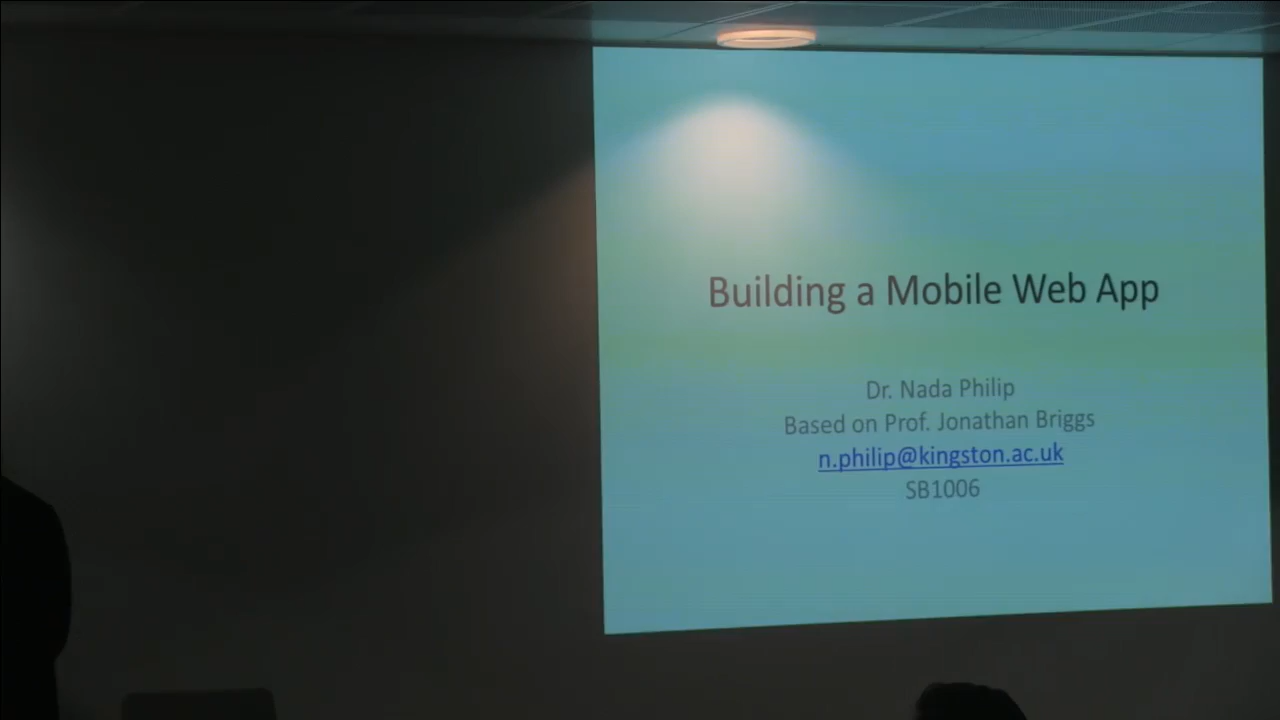 Building a Mobile Web App
Dr. Nada Philip
Based on Prof. Jonathan Briggs
n.philip@kingston.ac.uk
SB1006